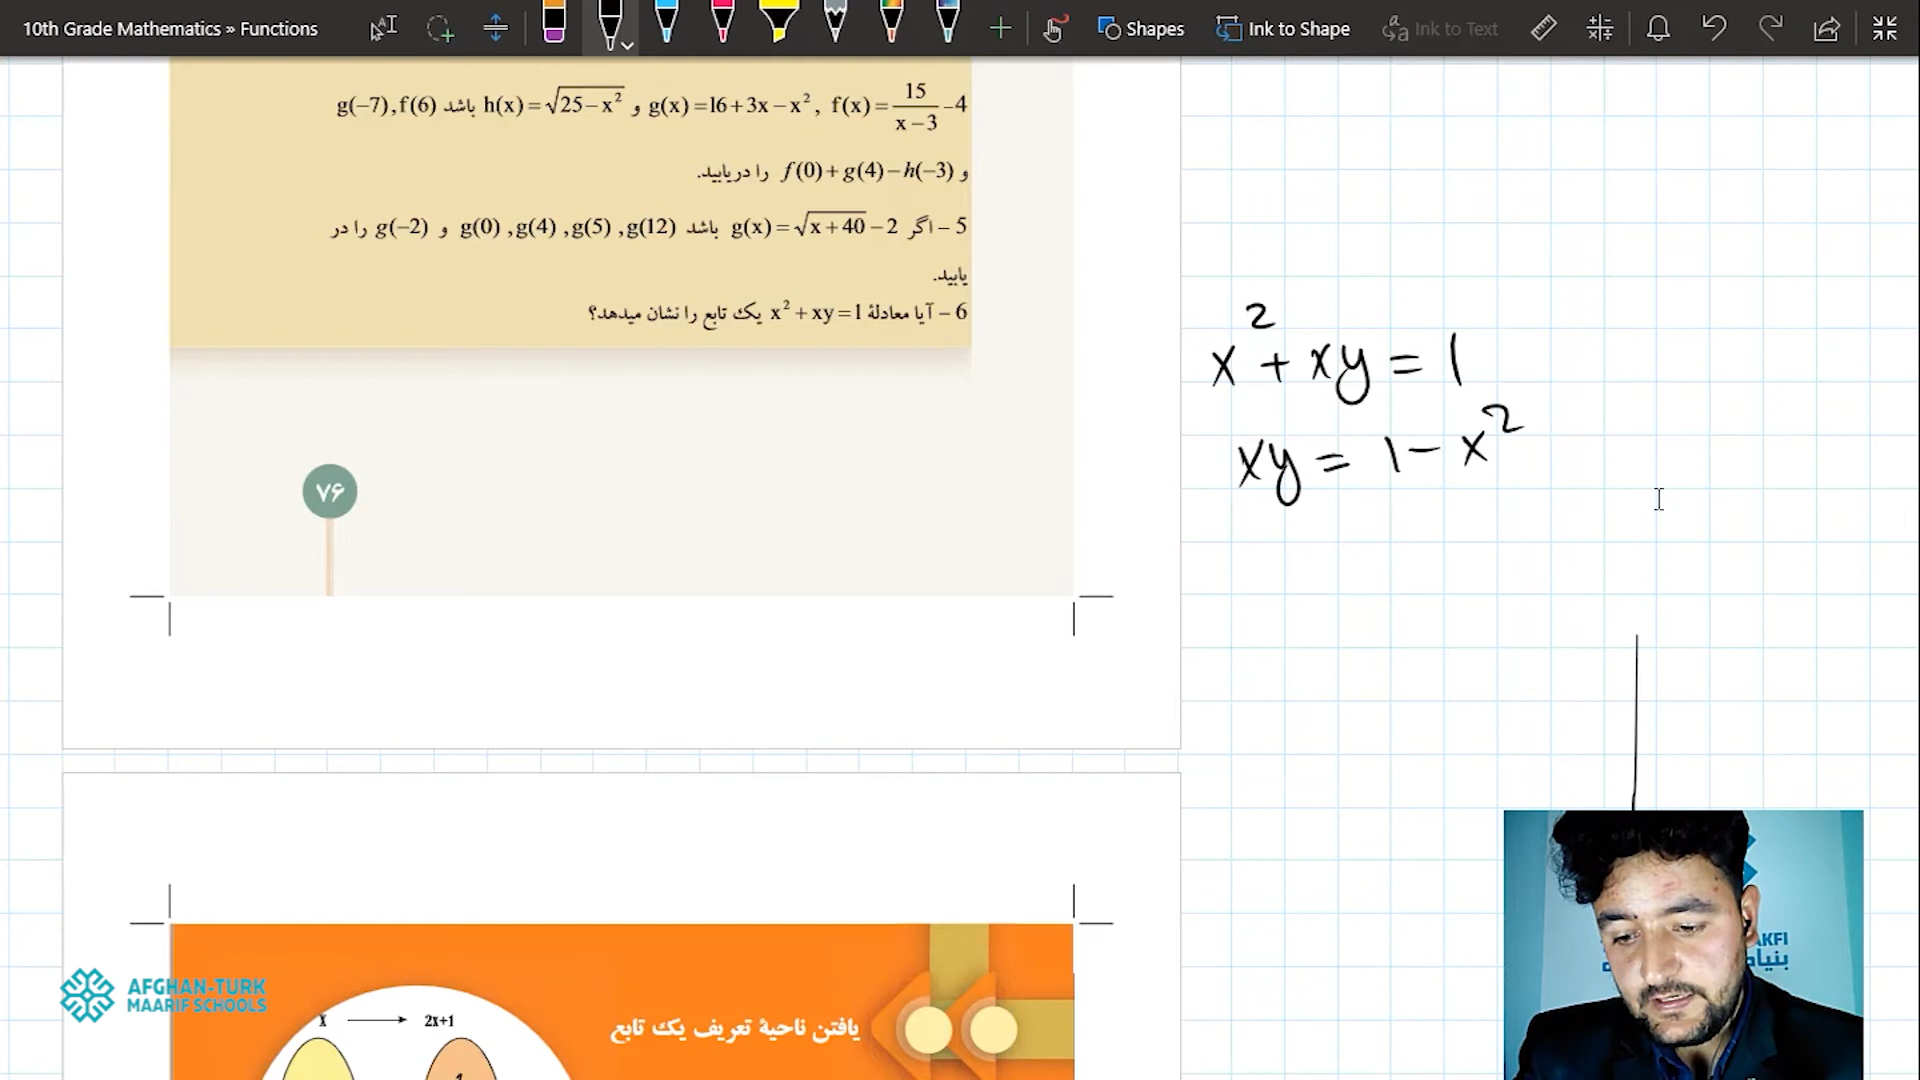 10th Grade Mathematics » Functions
Shapes
Ink to Shape
Ink to Text
4– f(x) = 15/(x–3) , g(x) = 16+3x–x² و h(x) = √(25–x²) باشد g(–7), f(6)
و f(0)+g(4)–h(–3) را دریابید.
5 – اگر g(x) = √(x+40) – 2 باشد g(0) ,g(4) ,g(5) ,g(12) و g(–2) را در
یابید.
6 – آیا معادلهٔ x² + xy = 1 یک تابع را نشان میدهد؟
۷۶
x² + xy = 1
xy = 1 – x²
AFGHAN-TURK
MAARIF SCHOOLS
x → 2x+1
یافتن ناحیهٔ تعریف یک تابع